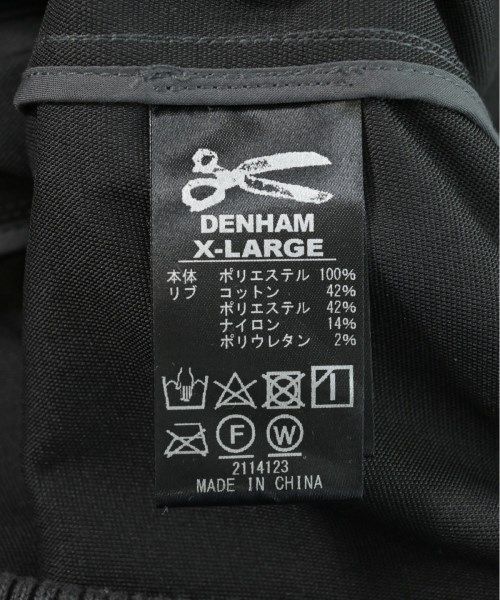 DENHAM
X-LARGE
本体 ポリエステル 100%
リブ コットン 42%
ポリエステル 42%
ナイロン 14%
ポリウレタン 2%
F W
2114123
MADE IN CHINA